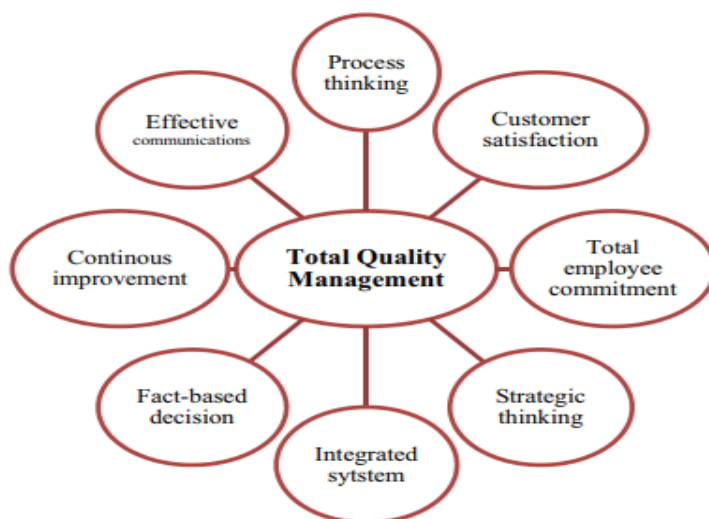 Process
thinking
Effective
communications
Customer
satisfaction
Continous
improvement
Total Quality
Management
Total
employee
commitment
Fact-based
decision
Strategic
thinking
Integrated
sytstem